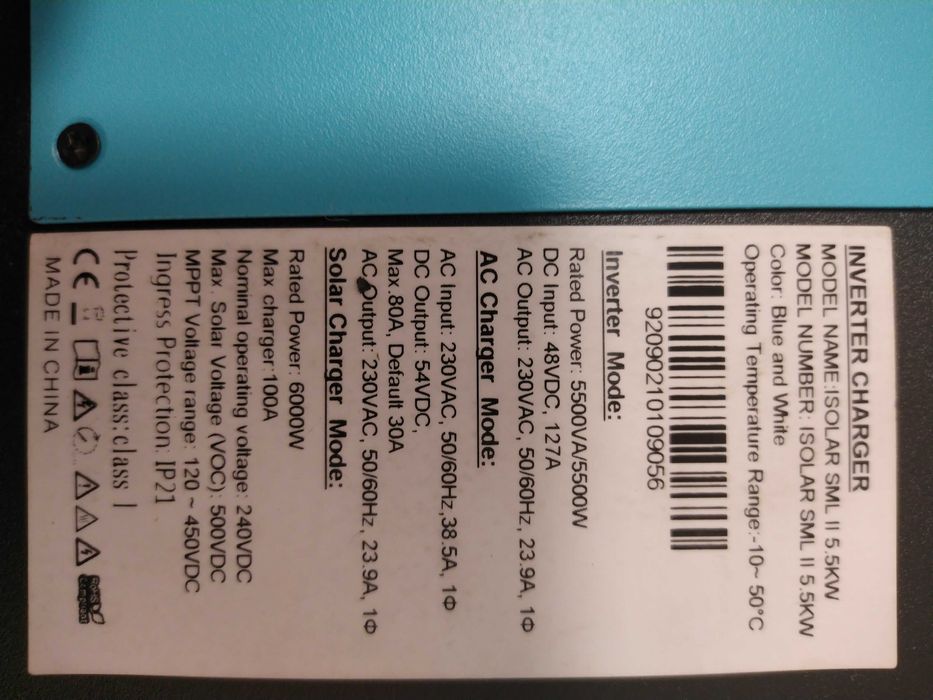 INVERTER CHARGER
MODEL NAME:ISOLAR SML II 5.5KW
MODEL NUMBER: ISOLAR SML II 5.5KW
Color: Blue and White
Operating Temperature Range:-10~ 50°C
92090210109056
Inverter Mode:
Rated Power: 5500VA/5500W
DC Input: 48VDC, 127A
AC Output: 230VAC, 50/60Hz, 23.9A, 1Φ
AC Charger Mode:
AC Input: 230VAC, 50/60Hz,38.5A, 1Φ
DC Output: 54VDC,
Max.80A, Default 30A
AC Output: 230VAC, 50/60Hz, 23.9A, 1Φ
Solar Charger Mode:
Rated Power: 6000W
Max charger:100A
Nominal operating voltage: 240VDC
Max Solar Voltage (VOC): 500VDC
MPPT Voltage range: 120 ~ 450VDC
Ingress Protection: IP21
Protective class:class I
CE
MADE IN CHINA